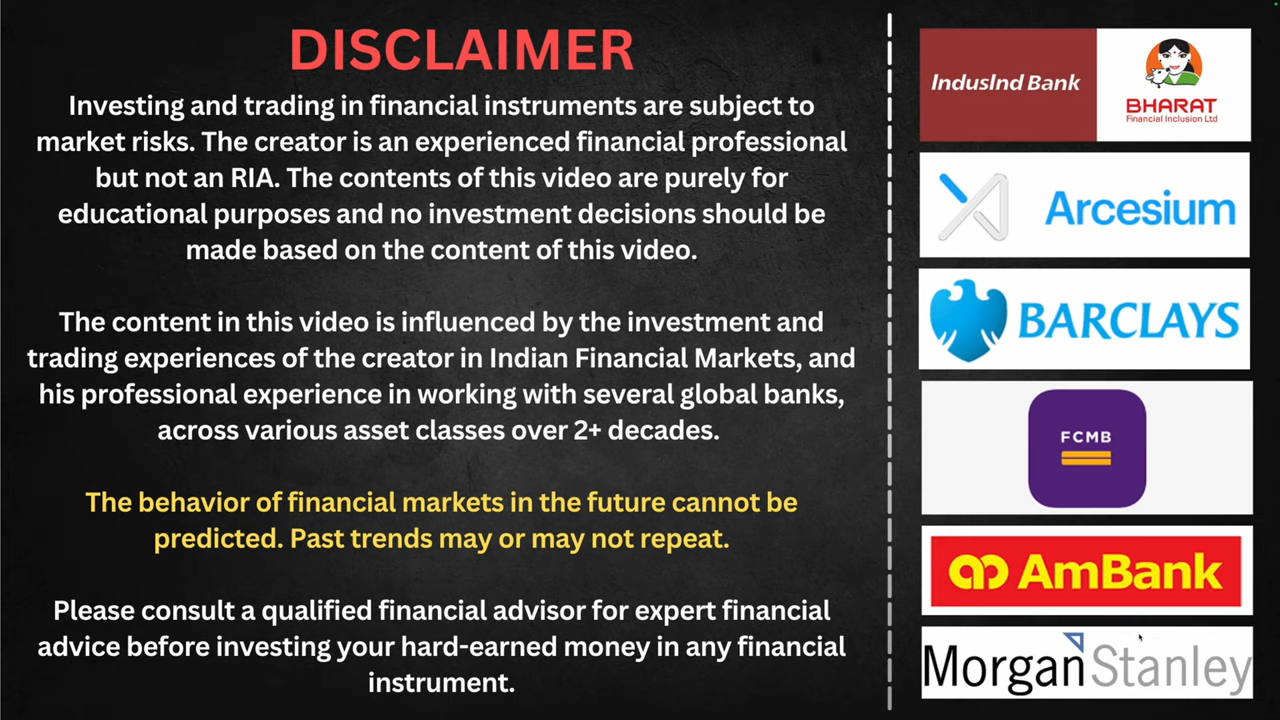 DISCLAIMER
Investing and trading in financial instruments are subject to
market risks. The creator is an experienced financial professional
but not an RIA. The contents of this video are purely for
educational purposes and no investment decisions should be
made based on the content of this video.
The content in this video is influenced by the investment and
trading experiences of the creator in Indian Financial Markets, and
his professional experience in working with several global banks,
across various asset classes over 2+ decades.
The behavior of financial markets in the future cannot be
predicted. Past trends may or may not repeat.
Please consult a qualified financial advisor for expert financial
advice before investing your hard-earned money in any financial
instrument.
IndusInd Bank
BHARAT
Financial Inclusion Ltd
Arcesium
BARCLAYS
FCMB
AmBank
Morgan Stanley